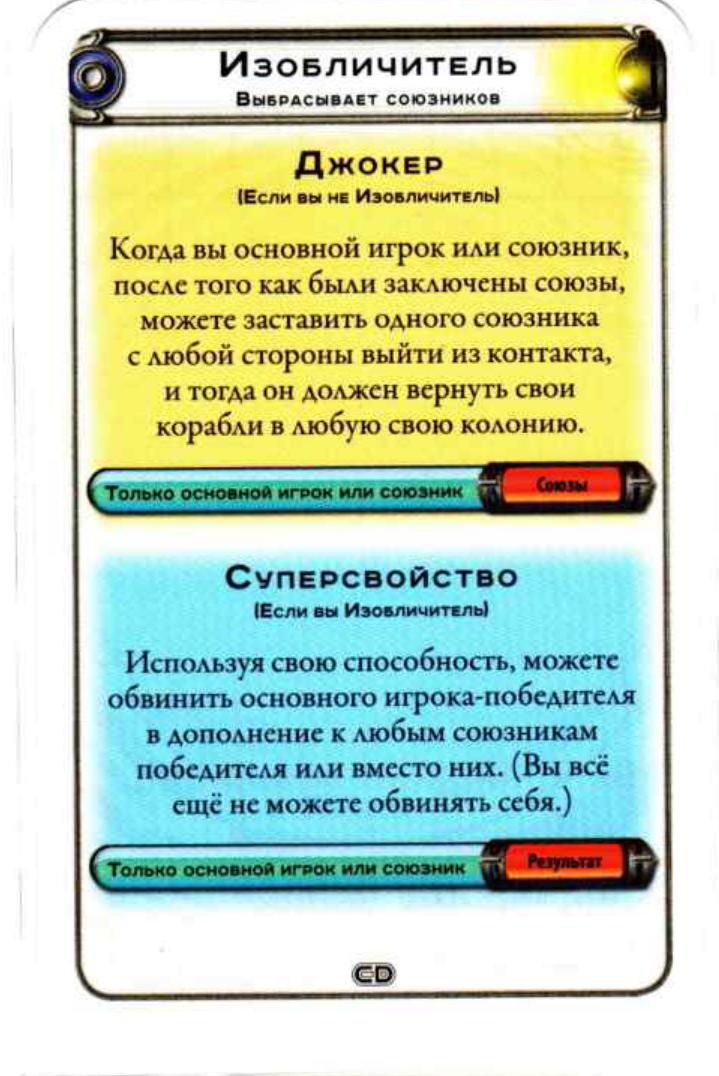 Изобличитель
Выбрасывает союзников
Джокер
(Если вы не Изобличитель)
Когда вы основной игрок или союзник,
после того как были заключены союзы,
можете заставить одного союзника
с любой стороны выйти из контакта,
и тогда он должен вернуть свои
корабли в любую свою колонию.
Только основной игрок или союзник Союзы
Суперсвойство
(Если вы Изобличитель)
Используя свою способность, можете
обвинить основного игрока-победителя
в дополнение к любым союзникам
победителя или вместо них. (Вы всё
ещё не можете обвинять себя.)
Только основной игрок или союзник Результат
CD